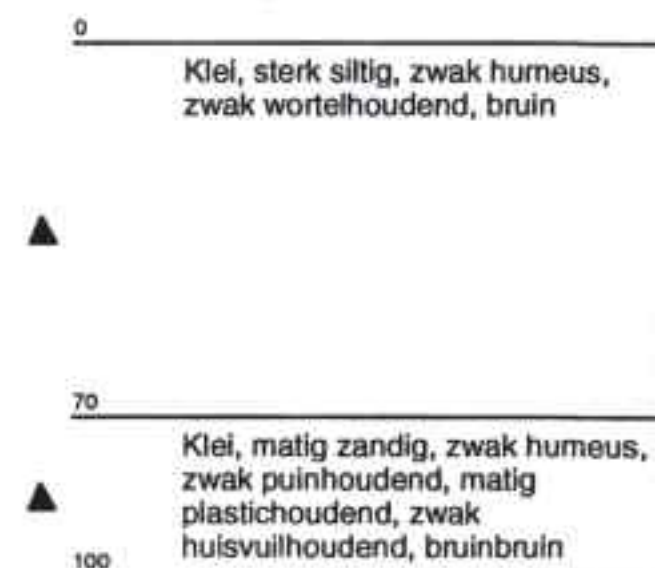 0
Klei, sterk siltig, zwak humeus,
zwak wortelhoudend, bruin
70
Klei, matig zandig, zwak humeus,
zwak puinhoudend, matig
plastichoudend, zwak
huisvuilhoudend, bruinbruin
100